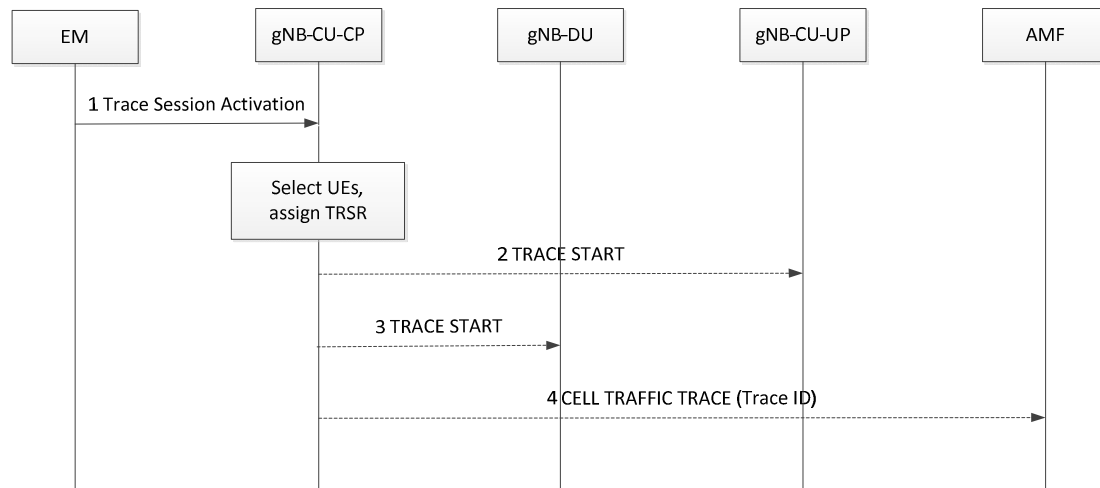 EM
gNB-CU-CP
gNB-DU
gNB-CU-UP
AMF
1 Trace Session Activation
Select UEs,
assign TRSR
2 TRACE START
3 TRACE START
4 CELL TRAFFIC TRACE (Trace ID)